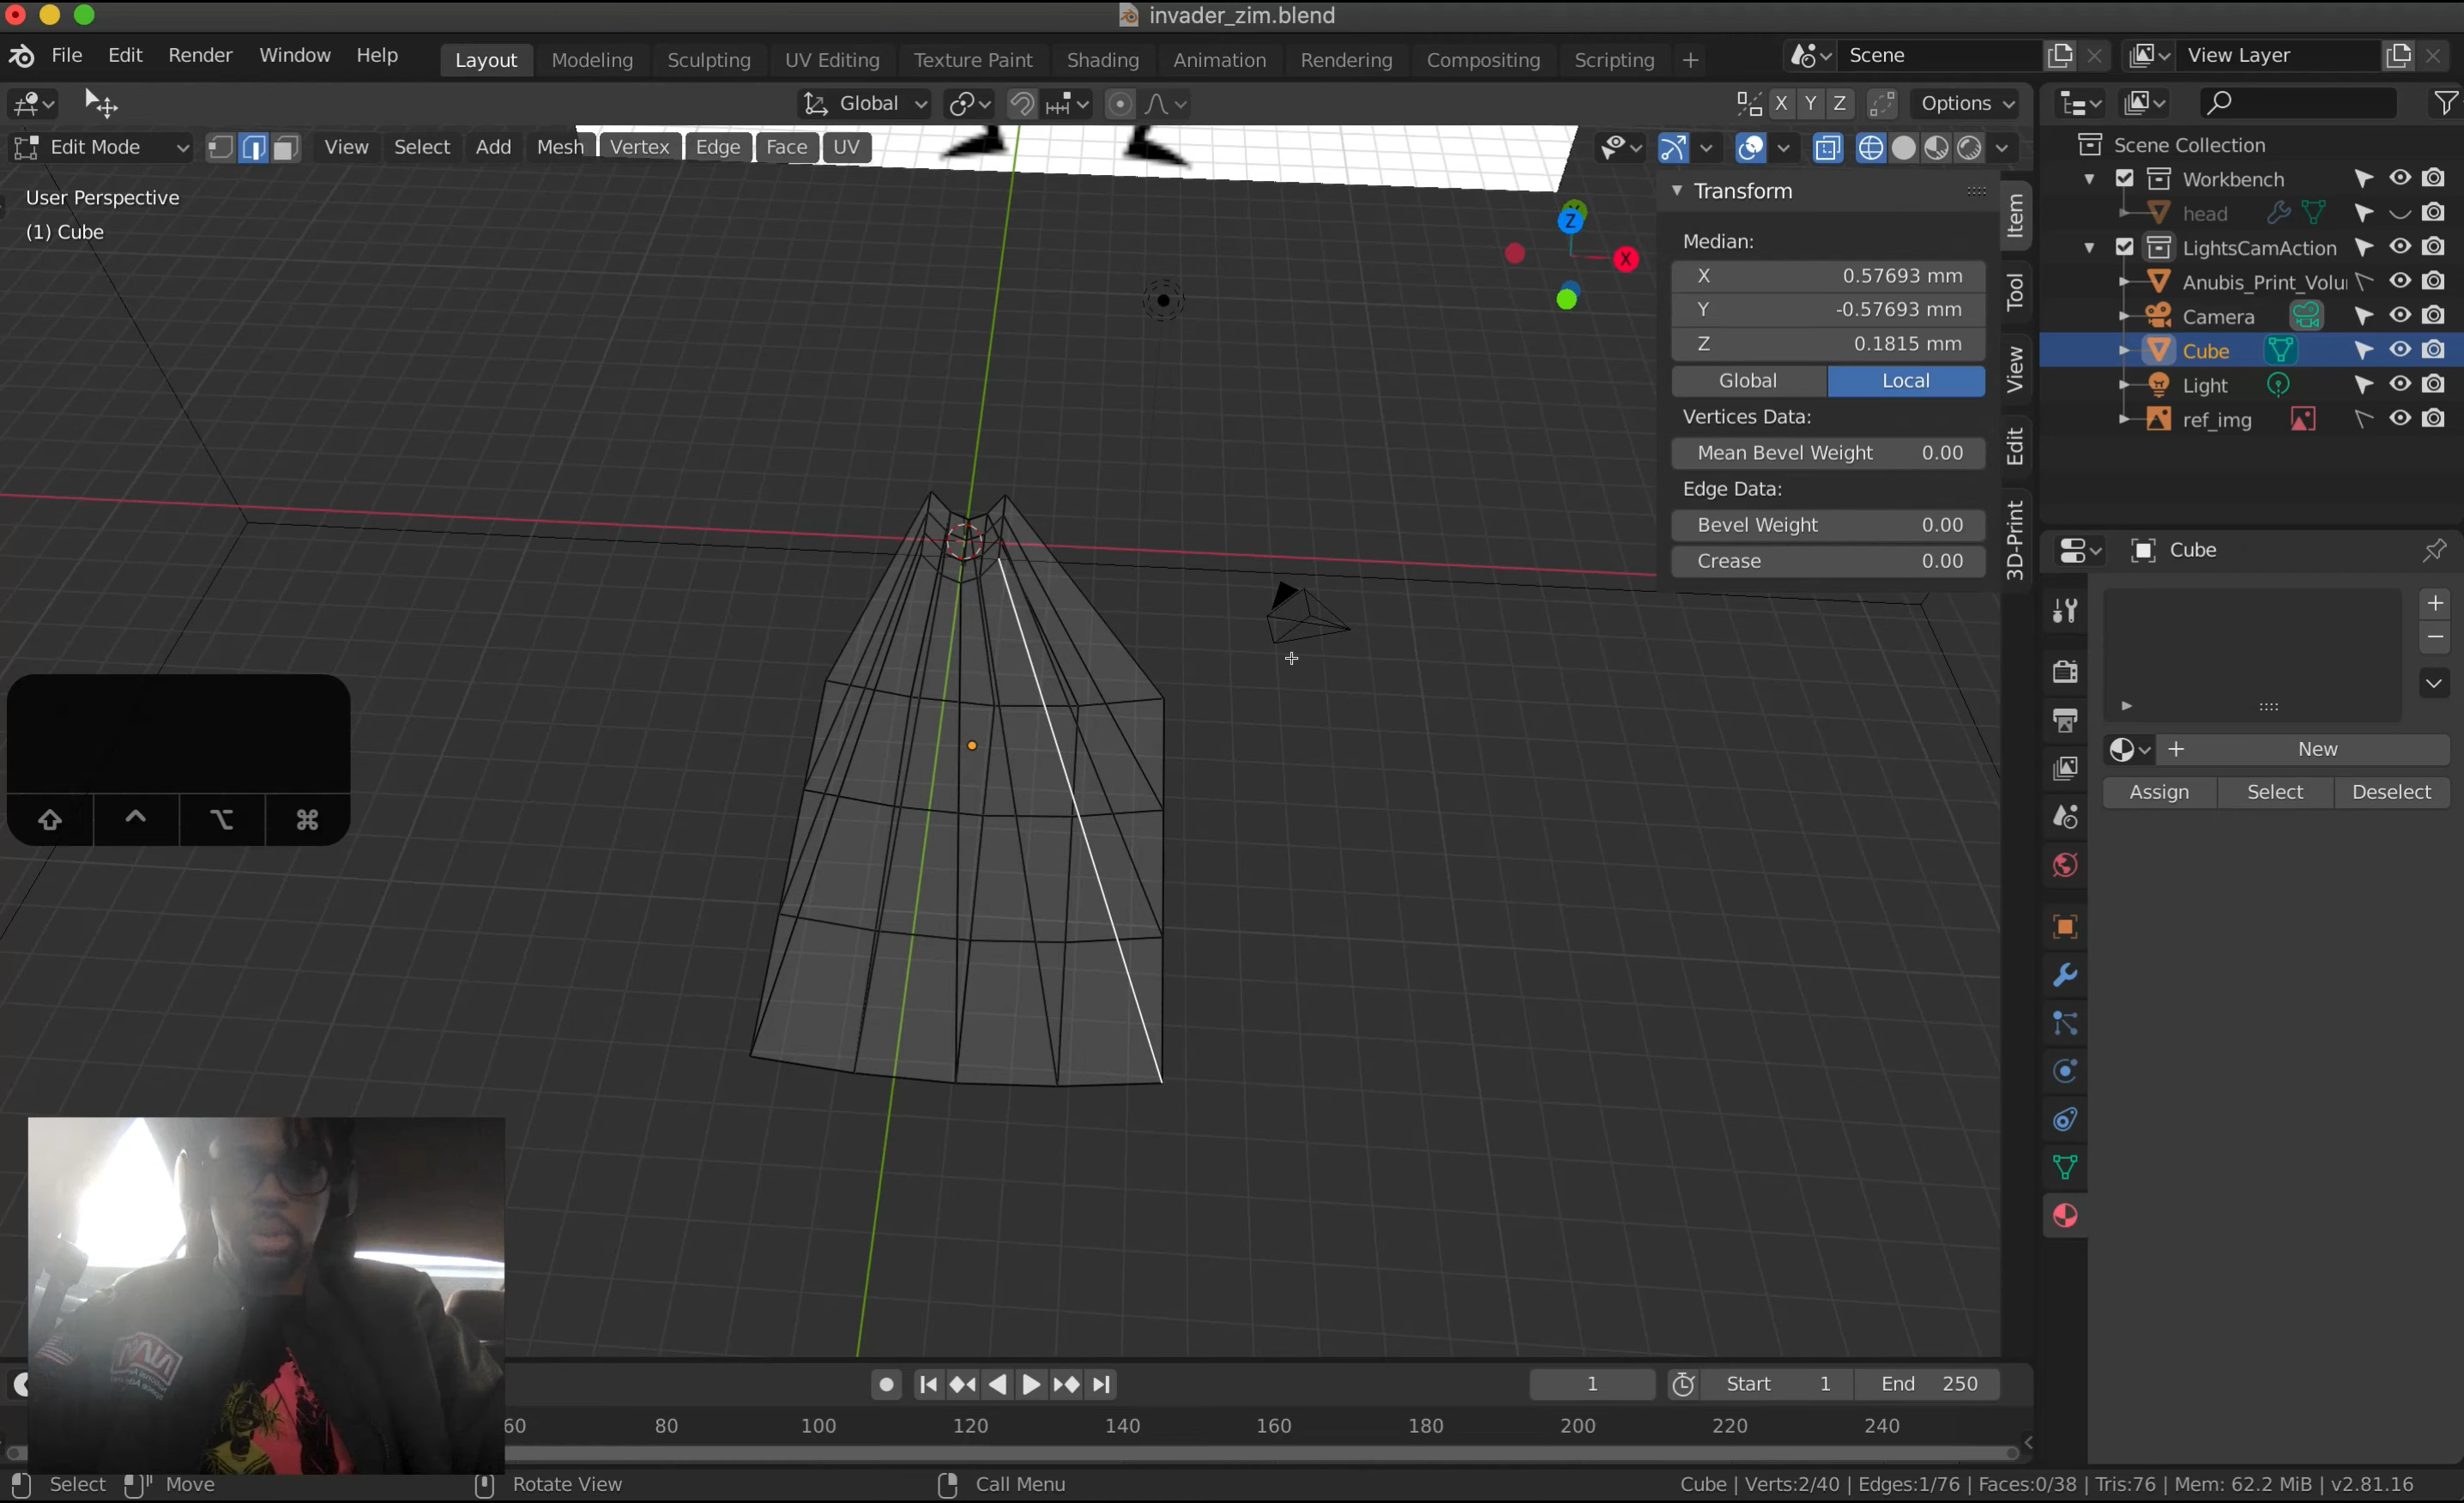 invader_zim.blend
File Edit Render Window Help Layout Modeling Sculpting UV Editing Texture Paint Shading Animation Rendering Compositing Scripting + Scene View Layer
Global X Y Z Options
Edit Mode View Select Add Mesh Vertex Edge Face UV
User Perspective
(1) Cube
Z
X
Transform
Median:
X 0.57693 mm
Y -0.57693 mm
Z 0.1815 mm
Global Local
Vertices Data:
Mean Bevel Weight 0.00
Edge Data:
Bevel Weight 0.00
Crease 0.00
Item
Tool
View
Edit
3D-Print
Scene Collection
Workbench
head
LightsCamAction
Anubis_Print_Volu
Camera
Cube
Light
ref_img
Cube
+ New
Assign Select Deselect
1 Start 1 End 250
60 80 100 120 140 160 180 200 220 240
Select Move Rotate View Call Menu Cube | Verts:2/40 | Edges:1/76 | Faces:0/38 | Tris:76 | Mem: 62.2 MiB | v2.81.16